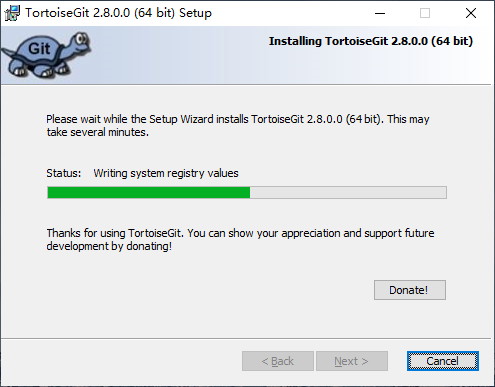 TortoiseGit 2.8.0.0 (64 bit) Setup
Git
Installing TortoiseGit 2.8.0.0 (64 bit)
Please wait while the Setup Wizard installs TortoiseGit 2.8.0.0 (64 bit). This may
take several minutes.
Status: Writing system registry values
Thanks for using TortoiseGit. You can show your appreciation and support future
development by donating!
Donate!
< Back Next > Cancel